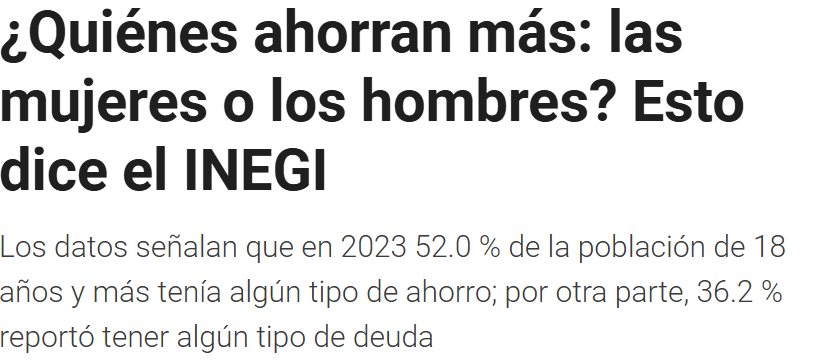 ¿Quiénes ahorran más: las
mujeres o los hombres? Esto
dice el INEGI
Los datos señalan que en 2023 52.0 % de la población de 18
años y más tenía algún tipo de ahorro; por otra parte, 36.2 %
reportó tener algún tipo de deuda